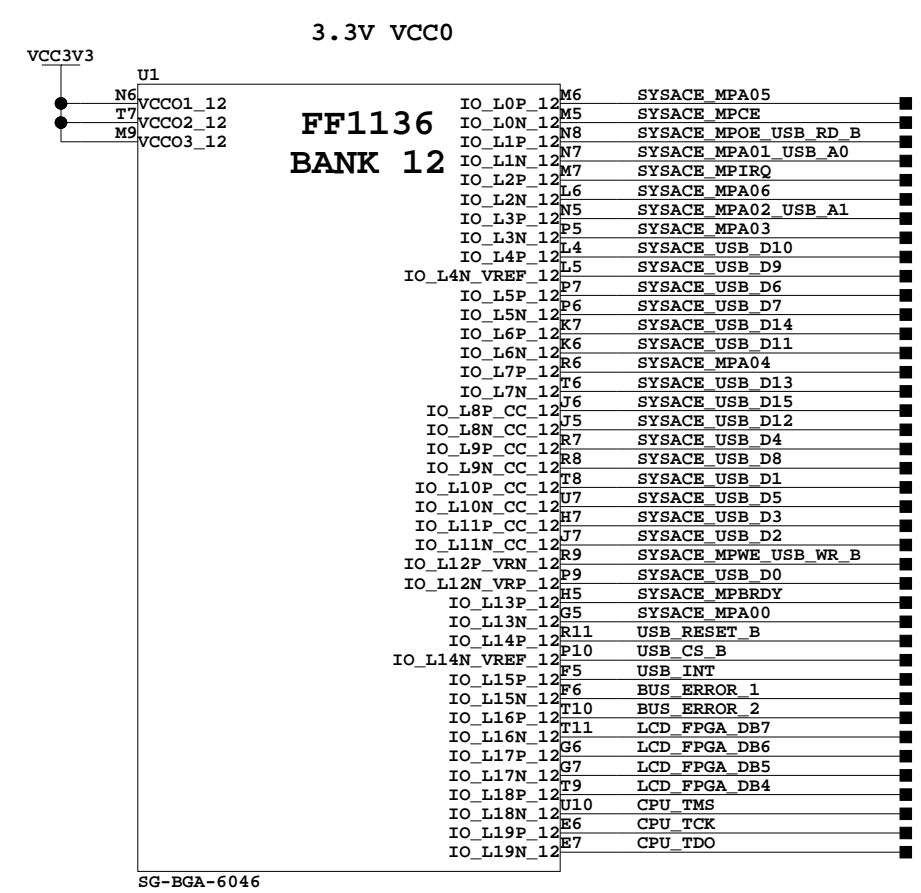 3.3V VCC0
VCC3V3
U1
FF1136
BANK 12
N6 VCCO1_12
T7 VCCO2_12
M9 VCCO3_12
IO_L0P_12 M6 SYSACE_MPA05
IO_L0N_12 M5 SYSACE_MPCE
IO_L1P_12 N8 SYSACE_MPOE_USB_RD_B
IO_L1N_12 N7 SYSACE_MPA01_USB_A0
IO_L2P_12 M7 SYSACE_MPIRQ
IO_L2N_12 L6 SYSACE_MPA06
IO_L3P_12 N5 SYSACE_MPA02_USB_A1
IO_L3N_12 P5 SYSACE_MPA03
IO_L4P_12 L4 SYSACE_USB_D10
IO_L4N_VREF_12 L5 SYSACE_USB_D9
IO_L5P_12 P7 SYSACE_USB_D6
IO_L5N_12 P6 SYSACE_USB_D7
IO_L6P_12 K7 SYSACE_USB_D14
IO_L6N_12 K6 SYSACE_USB_D11
IO_L7P_12 R6 SYSACE_MPA04
IO_L7N_12 T6 SYSACE_USB_D13
IO_L8P_CC_12 J6 SYSACE_USB_D15
IO_L8N_CC_12 J5 SYSACE_USB_D12
IO_L9P_CC_12 R7 SYSACE_USB_D4
IO_L9N_CC_12 R8 SYSACE_USB_D8
IO_L10P_CC_12 T8 SYSACE_USB_D1
IO_L10N_CC_12 U7 SYSACE_USB_D5
IO_L11P_CC_12 H7 SYSACE_USB_D3
IO_L11N_CC_12 J7 SYSACE_USB_D2
IO_L12P_VRN_12 R9 SYSACE_MPWE_USB_WR_B
IO_L12N_VRP_12 P9 SYSACE_USB_D0
IO_L13P_12 H5 SYSACE_MPBRDY
IO_L13N_12 G5 SYSACE_MPA00
IO_L14P_12 R11 USB_RESET_B
IO_L14N_VREF_12 P10 USB_CS_B
IO_L15P_12 F5 USB_INT
IO_L15N_12 F6 BUS_ERROR_1
IO_L16P_12 T10 BUS_ERROR_2
IO_L16N_12 T11 LCD_FPGA_DB7
IO_L17P_12 G6 LCD_FPGA_DB6
IO_L17N_12 G7 LCD_FPGA_DB5
IO_L18P_12 T9 LCD_FPGA_DB4
IO_L18N_12 U10 CPU_TMS
IO_L19P_12 E6 CPU_TCK
IO_L19N_12 E7 CPU_TDO
SG-BGA-6046